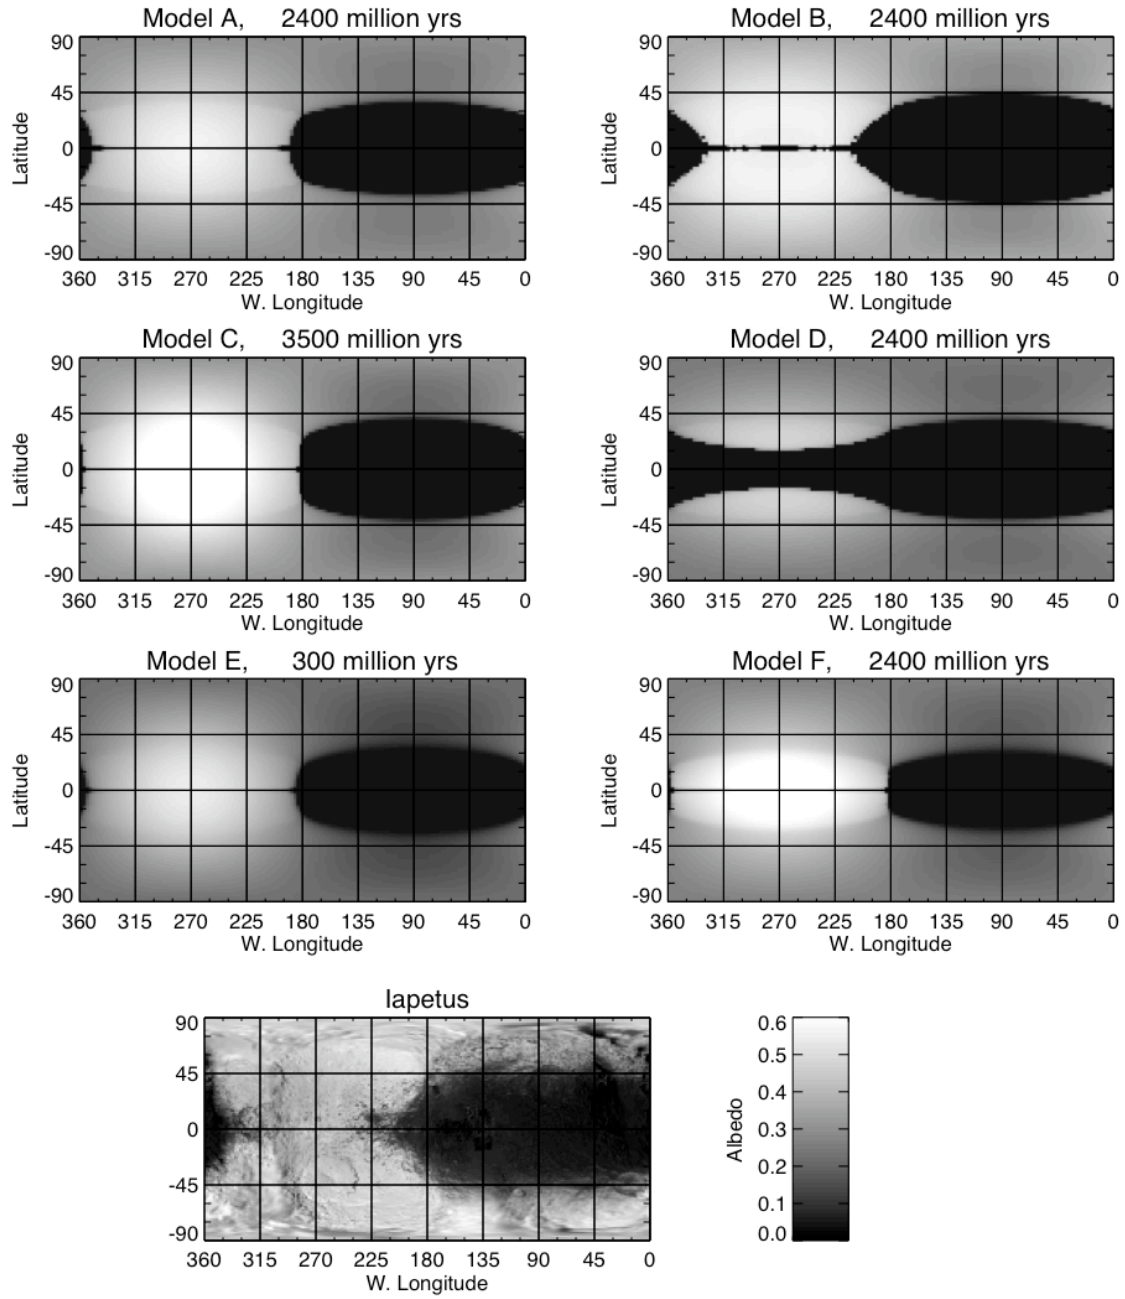 Model A, 2400 million yrs
90
45
0
-45
-90
Latitude
360 315 270 225 180 135 90 45 0
W. Longitude
Model B, 2400 million yrs
90
45
0
-45
-90
Latitude
360 315 270 225 180 135 90 45 0
W. Longitude
Model C, 3500 million yrs
90
45
0
-45
-90
Latitude
360 315 270 225 180 135 90 45 0
W. Longitude
Model D, 2400 million yrs
90
45
0
-45
-90
Latitude
360 315 270 225 180 135 90 45 0
W. Longitude
Model E, 300 million yrs
90
45
0
-45
-90
Latitude
360 315 270 225 180 135 90 45 0
W. Longitude
Model F, 2400 million yrs
90
45
0
-45
-90
Latitude
360 315 270 225 180 135 90 45 0
W. Longitude
Iapetus
90
45
0
-45
-90
360 315 270 225 180 135 90 45 0
W. Longitude
Albedo
0.6
0.5
0.4
0.3
0.2
0.1
0.0